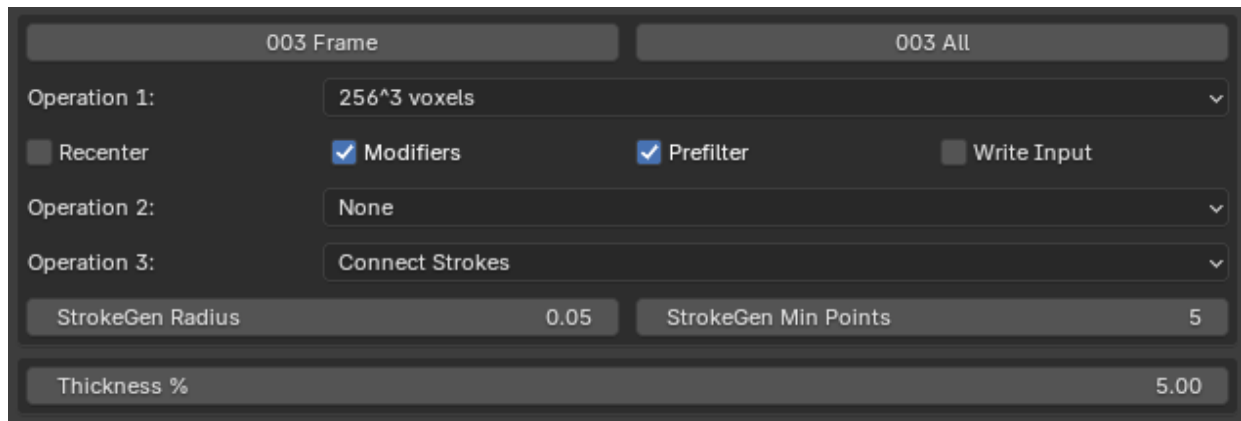 003 Frame 003 All
Operation 1: 256^3 voxels
Recenter Modifiers Prefilter Write Input
Operation 2: None
Operation 3: Connect Strokes
StrokeGen Radius 0.05 StrokeGen Min Points 5
Thickness % 5.00